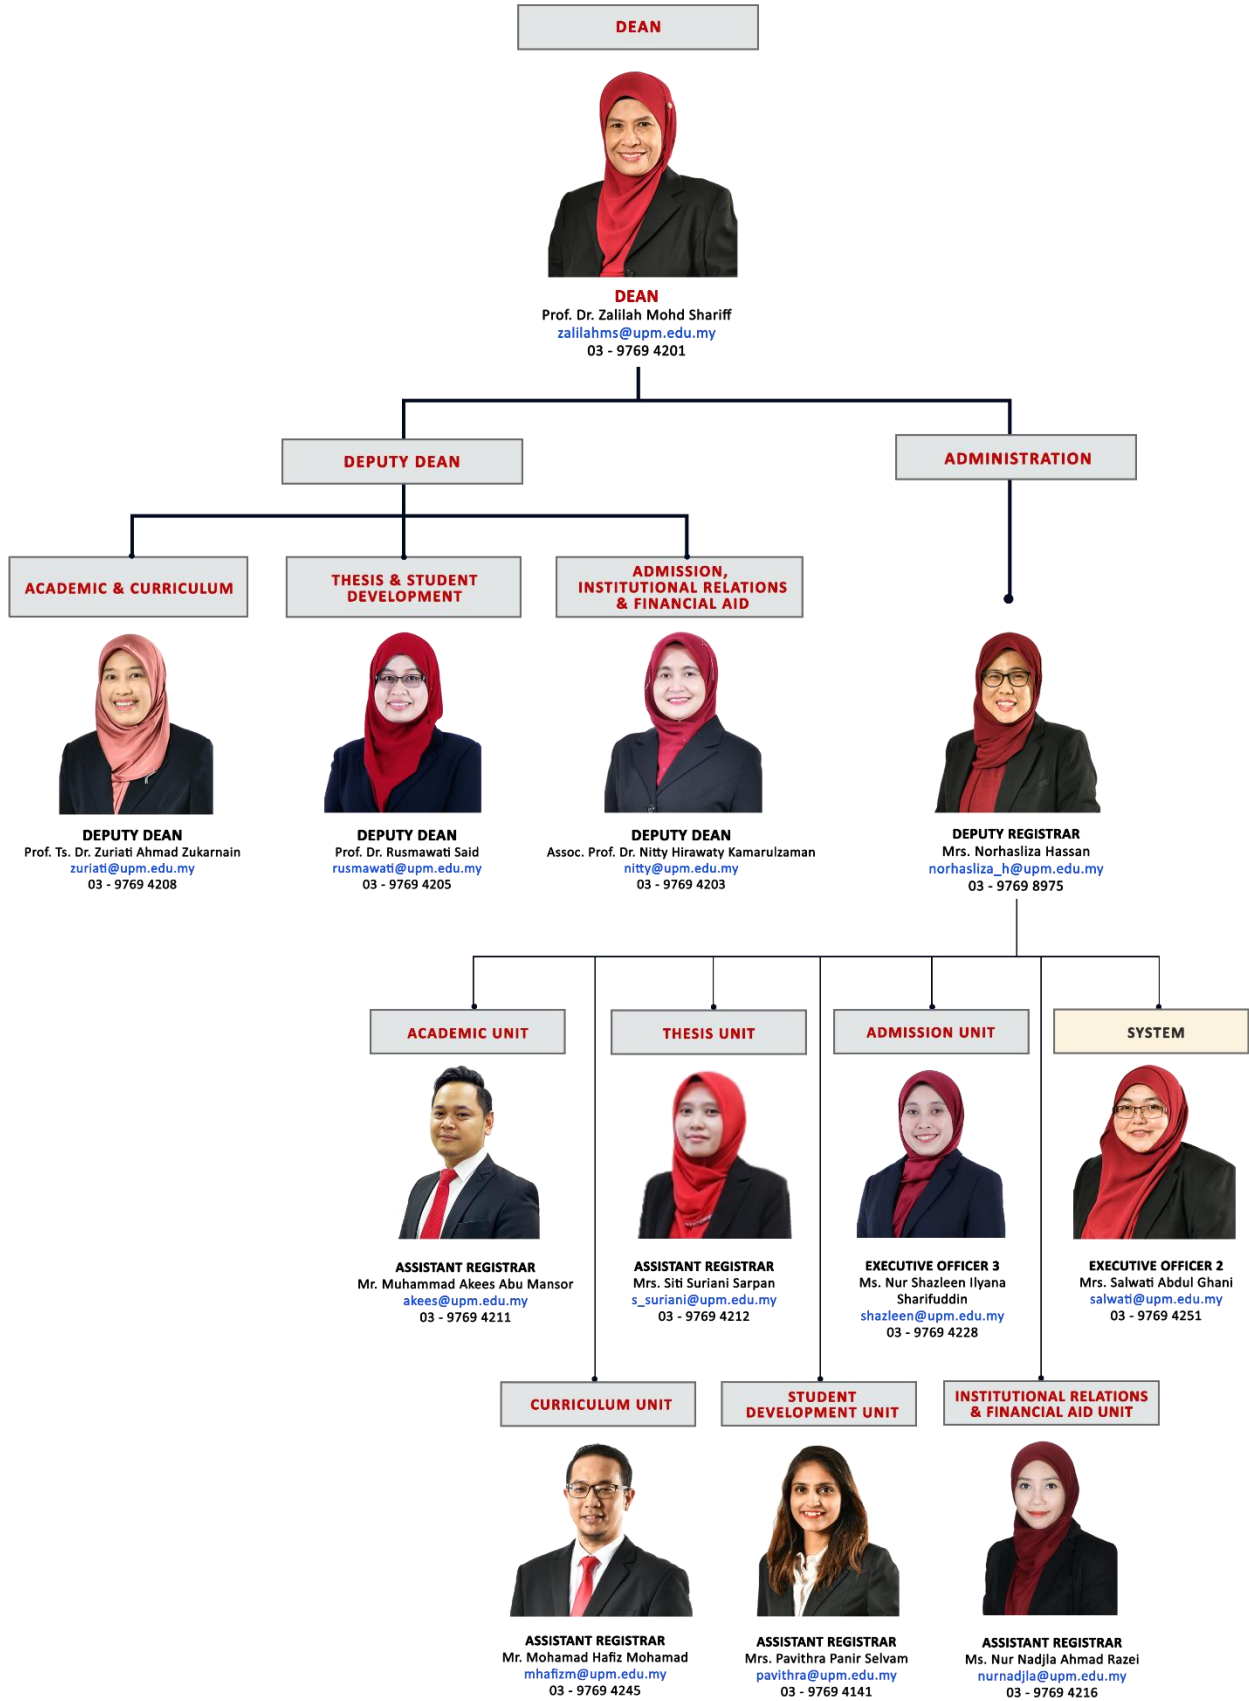 DEAN
DEAN
Prof. Dr. Zalilah Mohd Shariff
zalilahms@upm.edu.my
03 - 9769 4201
DEPUTY DEAN
ADMINISTRATION
ACADEMIC & CURRICULUM
THESIS & STUDENT
DEVELOPMENT
ADMISSION,
INSTITUTIONAL RELATIONS
& FINANCIAL AID
DEPUTY DEAN
Prof. Ts. Dr. Zuriati Ahmad Zukarnain
zuriati@upm.edu.my
03 - 9769 4208
DEPUTY DEAN
Prof. Dr. Rusmawati Said
rusmawati@upm.edu.my
03 - 9769 4205
DEPUTY DEAN
Assoc. Prof. Dr. Nitty Hirawaty Kamarulzaman
nitty@upm.edu.my
03 - 9769 4203
DEPUTY REGISTRAR
Mrs. Norhasliza Hassan
norhasliza_h@upm.edu.my
03 - 9769 8975
ACADEMIC UNIT
THESIS UNIT
ADMISSION UNIT
SYSTEM
ASSISTANT REGISTRAR
Mr. Muhammad Akees Abu Mansor
akees@upm.edu.my
03 - 9769 4211
ASSISTANT REGISTRAR
Mrs. Siti Suriani Sarpan
s_suriani@upm.edu.my
03 - 9769 4212
EXECUTIVE OFFICER 3
Ms. Nur Shazleen Ilyana
Sharifuddin
shazleen@upm.edu.my
03 - 9769 4228
EXECUTIVE OFFICER 2
Mrs. Salwati Abdul Ghani
salwati@upm.edu.my
03 - 9769 4251
CURRICULUM UNIT
STUDENT
DEVELOPMENT UNIT
INSTITUTIONAL RELATIONS
& FINANCIAL AID UNIT
ASSISTANT REGISTRAR
Mr. Mohamad Hafiz Mohamad
mhafizm@upm.edu.my
03 - 9769 4245
ASSISTANT REGISTRAR
Mrs. Pavithra Panir Selvam
pavithra@upm.edu.my
03 - 9769 4141
ASSISTANT REGISTRAR
Ms. Nur Nadjla Ahmad Razei
nurnadjla@upm.edu.my
03 - 9769 4216